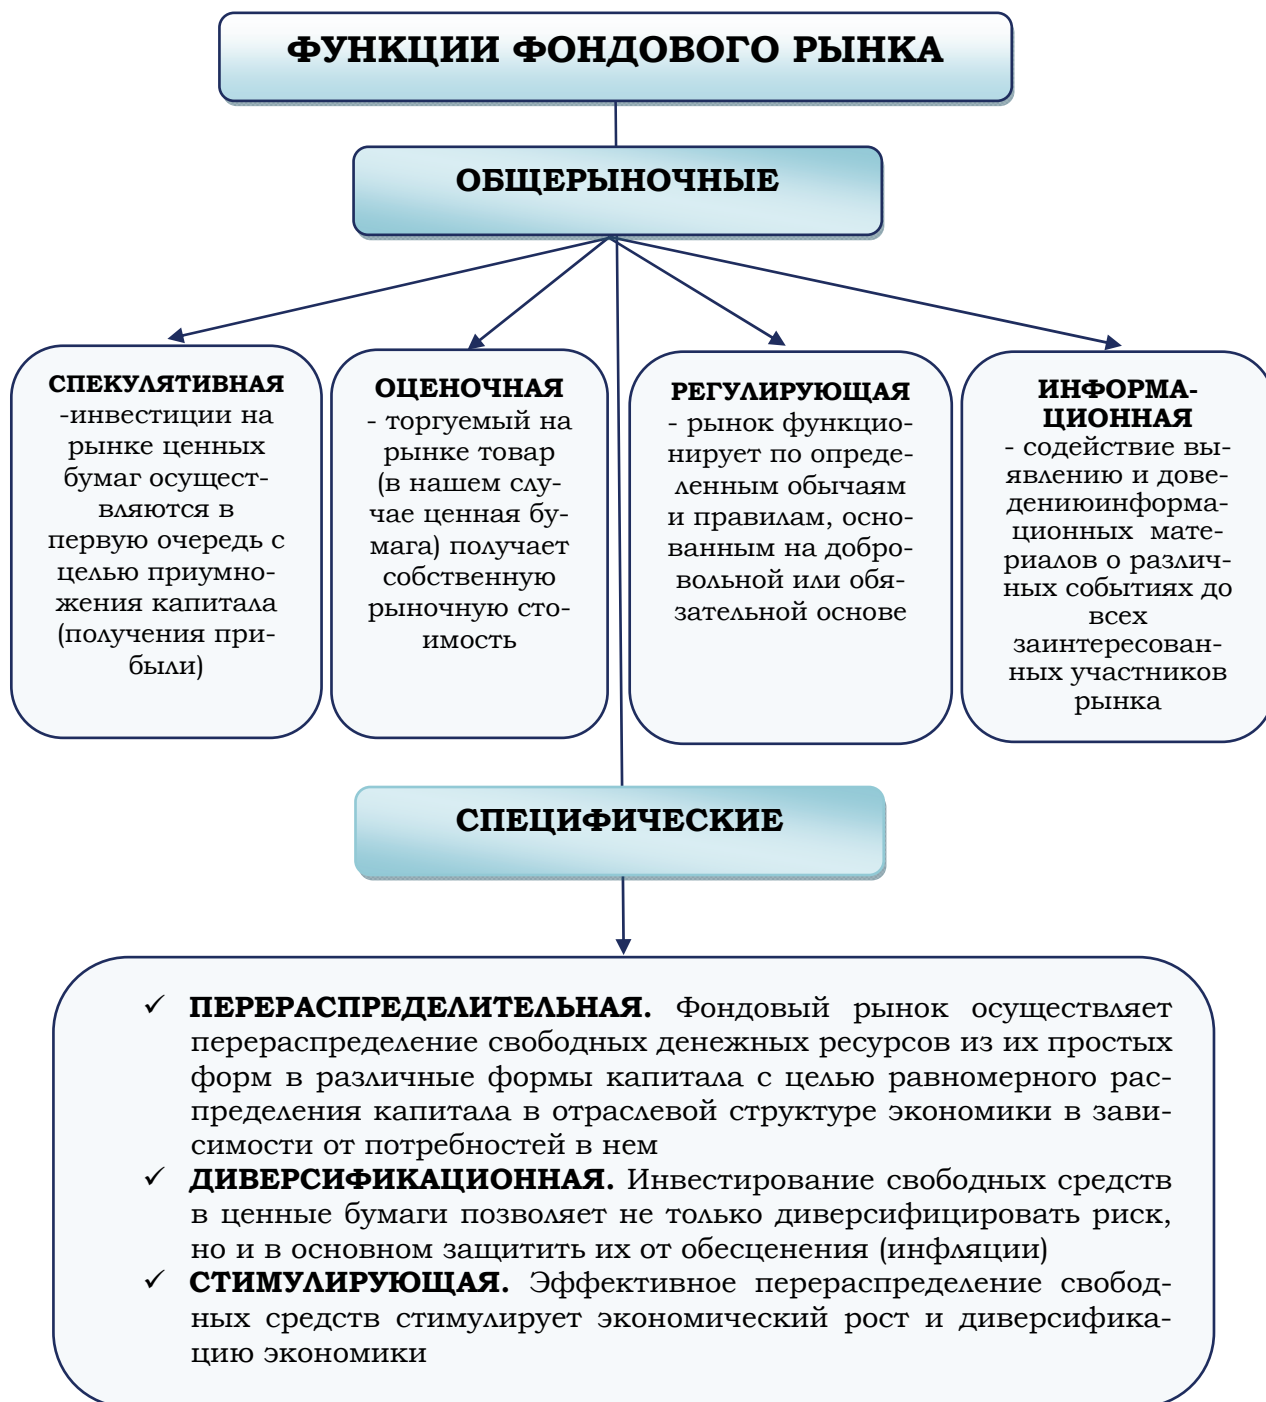 ФУНКЦИИ ФОНДОВОГО РЫНКА
ОБЩЕРЫНОЧНЫЕ
СПЕКУЛЯТИВНАЯ
-инвестиции на
рынке ценных
бумаг осущест-
вляются в
первую очередь с
целью приумно-
жения капитала
(получения при-
были)
ОЦЕНОЧНАЯ
- торгуемый на
рынке товар
(в нашем слу-
чае ценная бу-
мага) получает
собственную
рыночную сто-
имость
РЕГУЛИРУЮЩАЯ
- рынок функцио-
нирует по опреде-
ленным обычаям
и правилам, осно-
ванным на добро-
вольной или обя-
зательной основе
ИНФОРМА-
ЦИОННАЯ
- содействие вы-
явлению и дове-
дениюинформа-
ционных мате-
риалов о различ-
ных событиях до
всех
заинтересован-
ных участников
рынка
СПЕЦИФИЧЕСКИЕ
✓ ПЕРЕРАСПРЕДЕЛИТЕЛЬНАЯ. Фондовый рынок осуществляет
перераспределение свободных денежных ресурсов из их простых
форм в различные формы капитала с целью равномерного рас-
пределения капитала в отраслевой структуре экономики в зави-
симости от потребностей в нем
✓ ДИВЕРСИФИКАЦИОННАЯ. Инвестирование свободных средств
в ценные бумаги позволяет не только диверсифицировать риск,
но и в основном защитить их от обесценения (инфляции)
✓ СТИМУЛИРУЮЩАЯ. Эффективное перераспределение свобод-
ных средств стимулирует экономический рост и диверсифика-
цию экономики